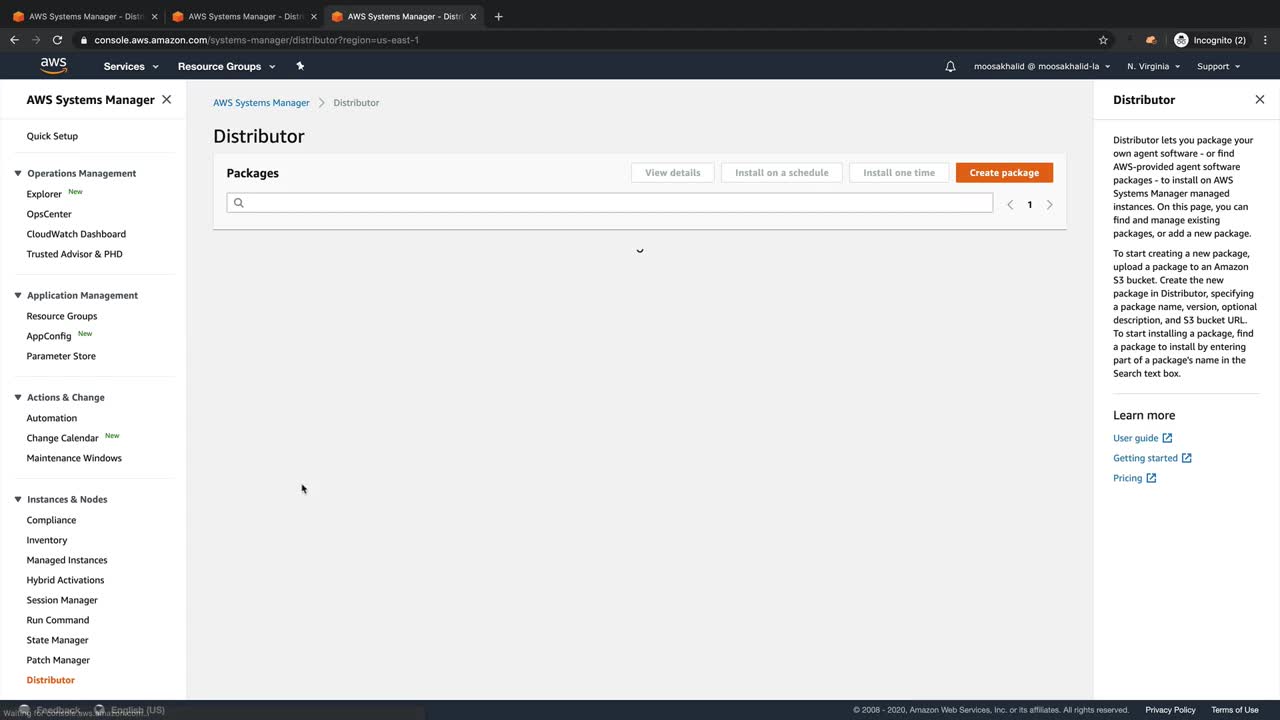 AWS Systems Manager - Distri
AWS Systems Manager - Distri
AWS Systems Manager - Distri
console.aws.amazon.com/systems-manager/distributor?region=us-east-1
Incognito (2)
aws
Services
Resource Groups
moosakhalid @ moosakhalid-la
N. Virginia
Support
AWS Systems Manager
Quick Setup
Operations Management
Explorer New
OpsCenter
CloudWatch Dashboard
Trusted Advisor & PHD
Application Management
Resource Groups
AppConfig New
Parameter Store
Actions & Change
Automation
Change Calendar New
Maintenance Windows
Instances & Nodes
Compliance
Inventory
Managed Instances
Hybrid Activations
Session Manager
Run Command
State Manager
Patch Manager
Distributor
AWS Systems Manager > Distributor
Distributor
Packages
View details
Install on a schedule
Install one time
Create package
1
Distributor
Distributor lets you package your
own agent software - or find
AWS-provided agent software
packages - to install on AWS
Systems Manager managed
instances. On this page, you can
find and manage existing
packages, or add a new package.
To start creating a new package,
upload a package to an Amazon
S3 bucket. Create the new
package in Distributor, specifying
a package name, version, optional
description, and S3 bucket URL.
To start installing a package, find
a package to install by entering
part of a package's name in the
Search text box.
Learn more
User guide
Getting started
Pricing
Feedback
English (US)
Waiting for console.aws.amazon.com...
© 2008 - 2020, Amazon Web Services, Inc. or its affiliates. All rights reserved.
Privacy Policy
Terms of Use